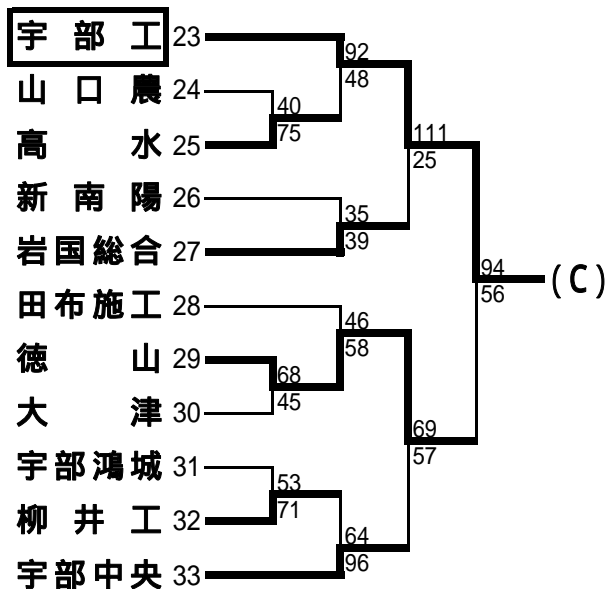 宇部工 23
山口農 24
高水 25
新南陽 26
岩国総合 27
田布施工 28
徳山 29
大津 30
宇部鴻城 31
柳井工 32
宇部中央 33
92
48
40
75
111
25
35
39
94
56
(C)
46
58
68
45
69
57
53
71
64
96